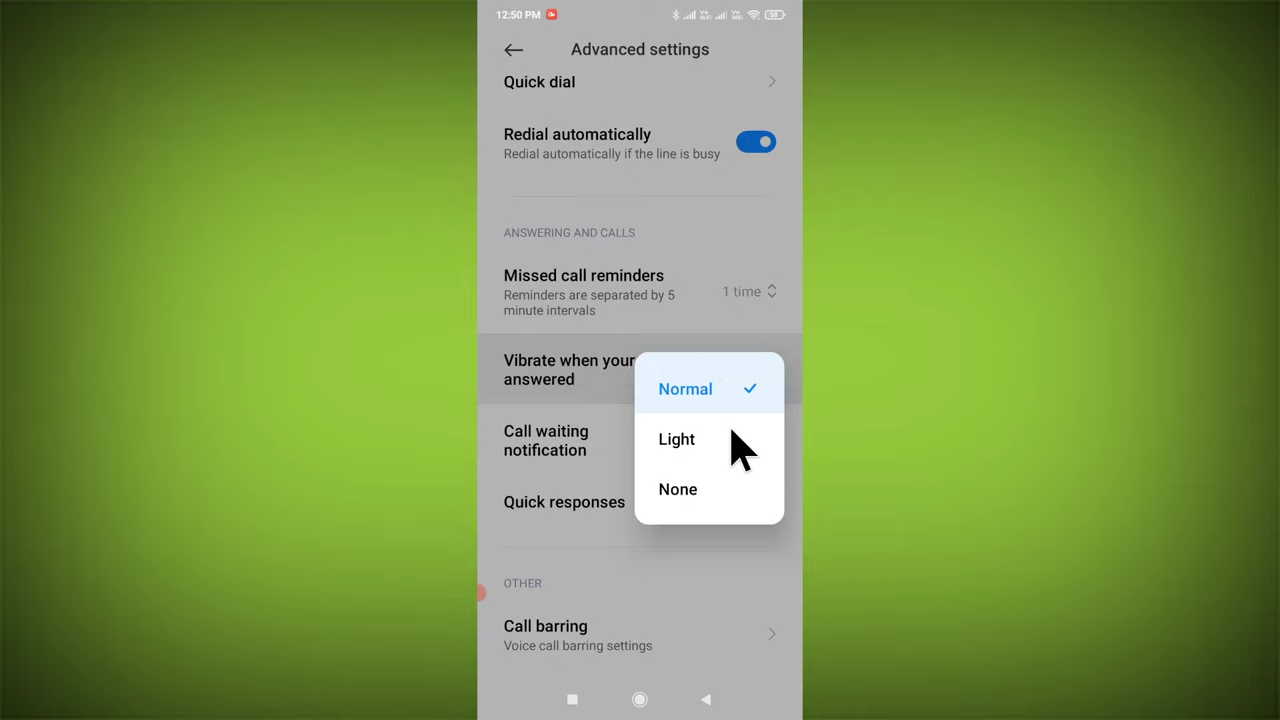 12:50 PM
58
Advanced settings
Quick dial
Redial automatically
Redial automatically if the line is busy
ANSWERING AND CALLS
Missed call reminders
Reminders are separated by 5
minute intervals
1 time
Vibrate when your
answered
Normal
Light
None
Call waiting
notification
Quick responses
OTHER
Call barring
Voice call barring settings